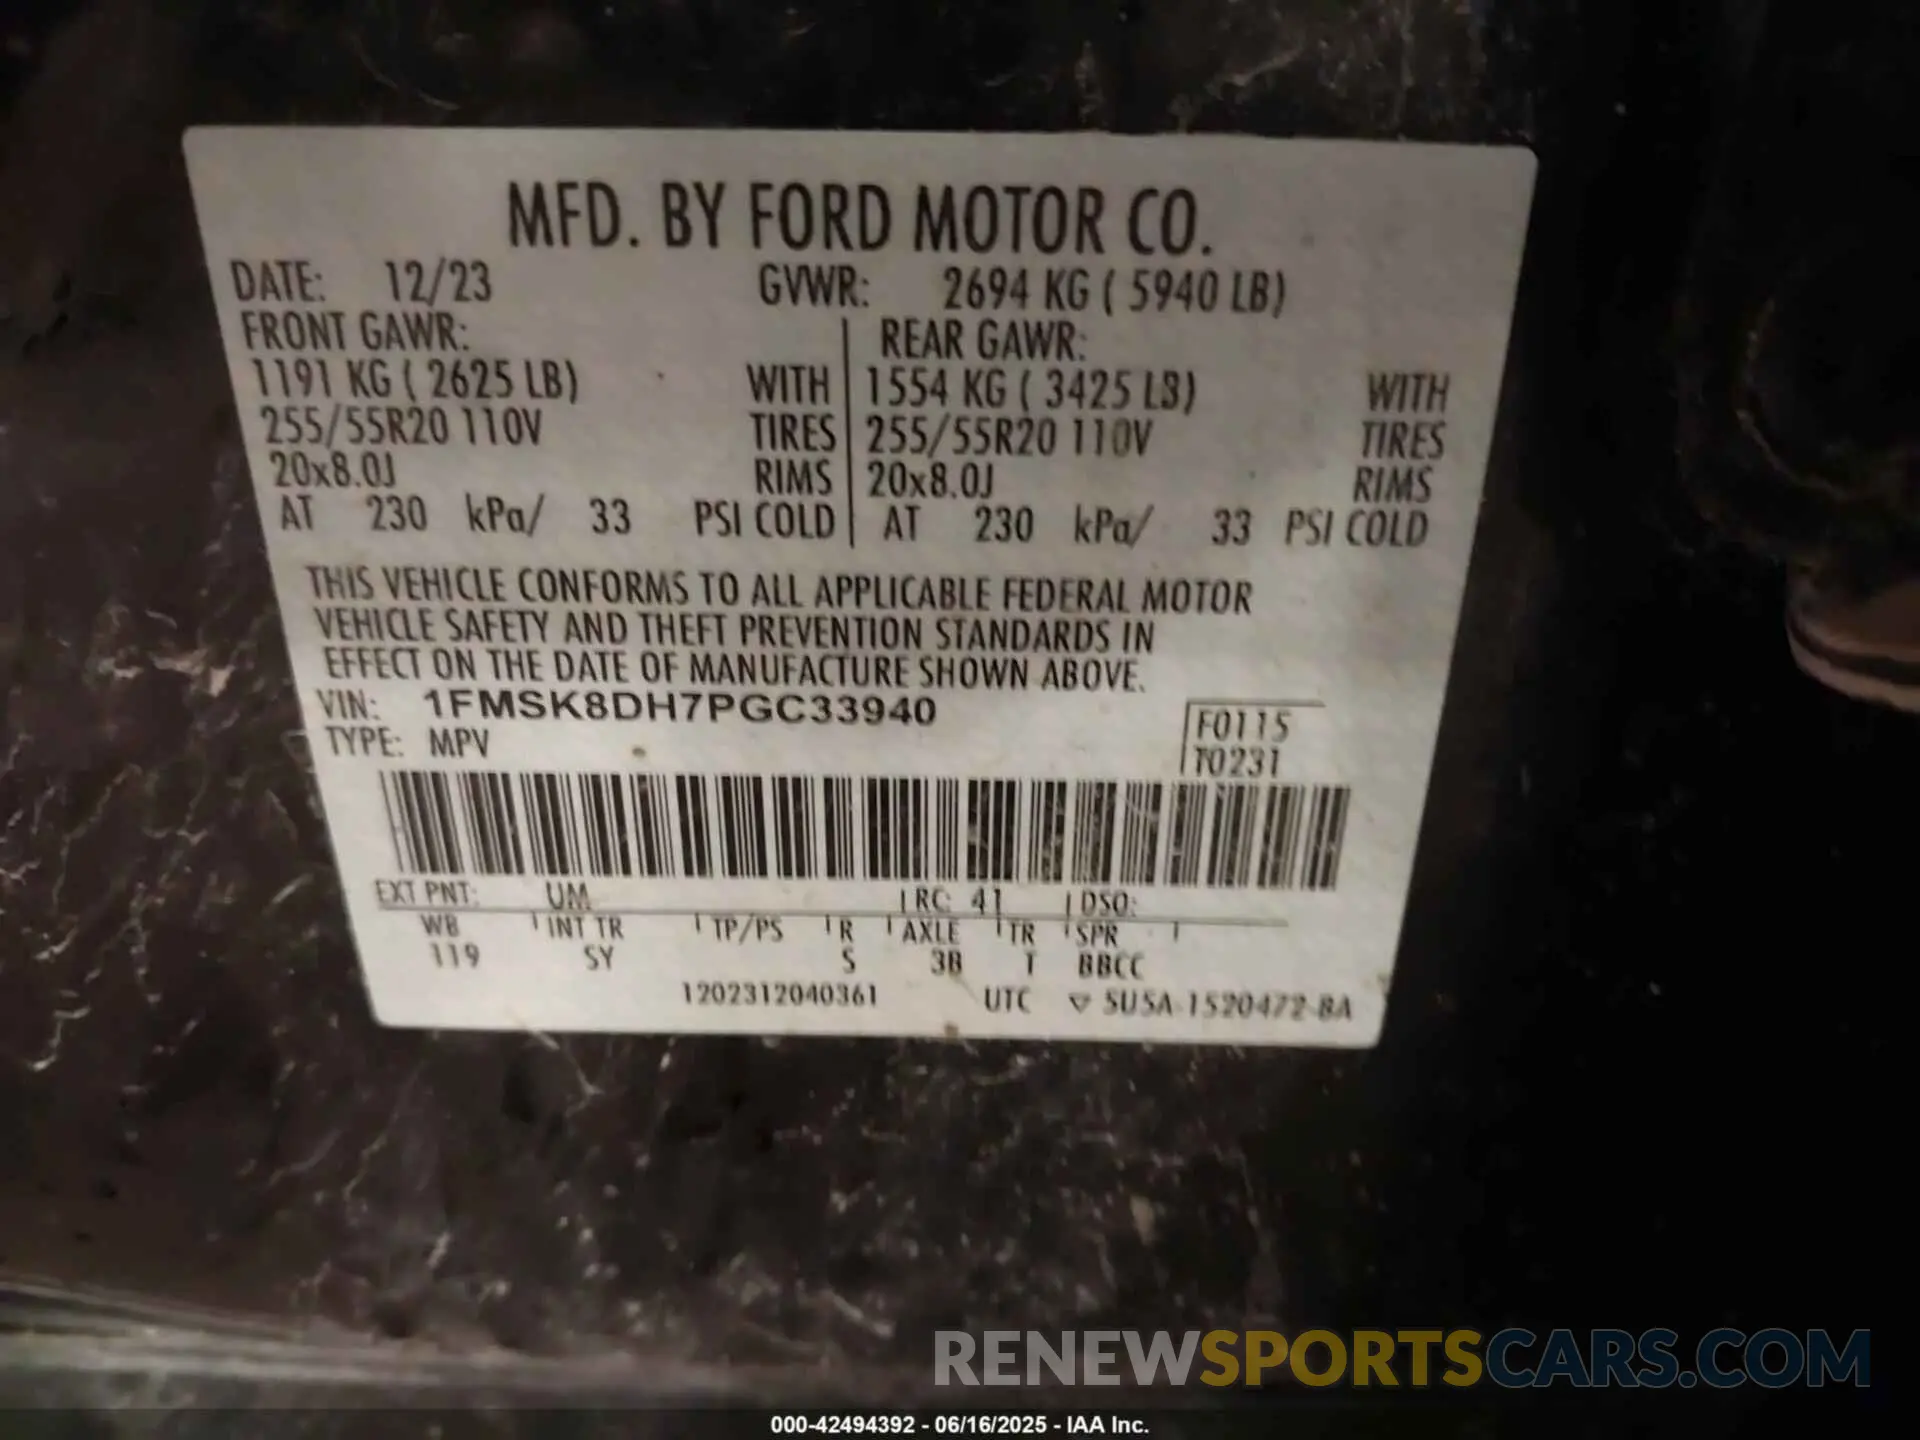 MFD. BY FORD MOTOR CO.
DATE: 12/23 GVWR: 2694 KG ( 5940 LB)
FRONT GAWR: REAR GAWR:
1191 KG ( 2625 LB) WITH 1554 KG ( 3425 LB) WITH
255/55R20 110V TIRES 255/55R20 110V TIRES
20x8.0J RIMS 20x8.0J RIMS
AT 230 kPa/ 33 PSI COLD AT 230 kPa/ 33 PSI COLD
THIS VEHICLE CONFORMS TO ALL APPLICABLE FEDERAL MOTOR
VEHICLE SAFETY AND THEFT PREVENTION STANDARDS IN
EFFECT ON THE DATE OF MANUFACTURE SHOWN ABOVE.
VIN: 1FMSK8DH7PGC33940 F0115
TYPE: MPV T0231
EXT PNT: UM RC: 41 DSO:
WB INT TR TP/PS R AXLE TR SPR
119 SY S 3B T BBCC
1202312040361 UTC ▽ 5U5A-1520472-BA
RENEWSPORTSCARS.COM
000-42494392 - 06/16/2025 - IAA Inc.